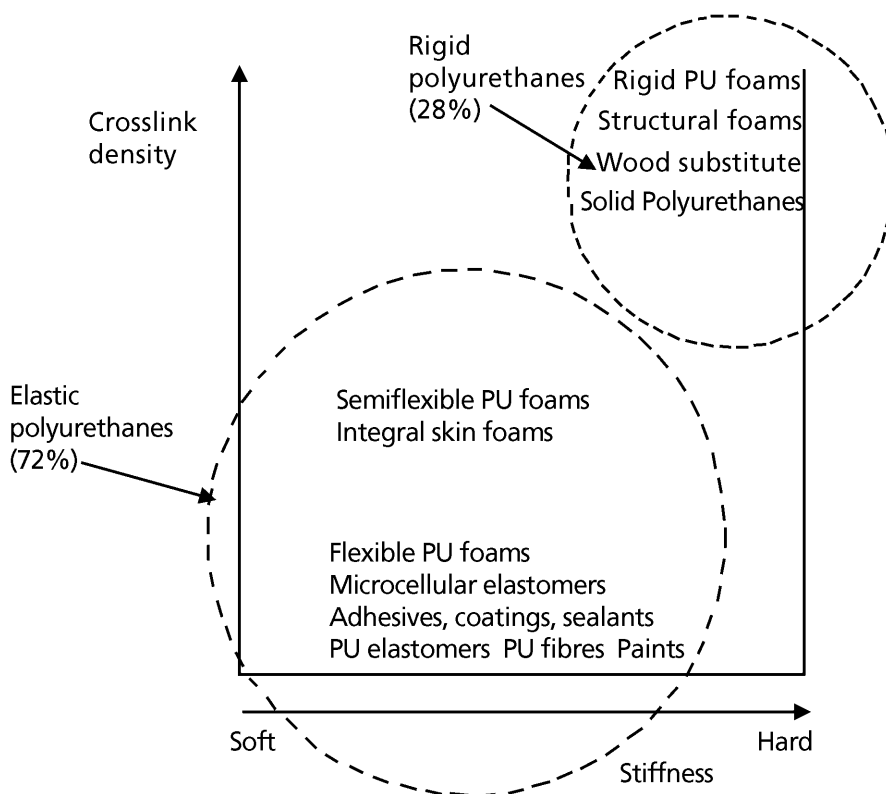 Rigid
polyurethanes
(28%)
Rigid PU foams
Structural foams
Wood substitute
Solid Polyurethanes
Crosslink
density
Elastic
polyurethanes
(72%)
Semiflexible PU foams
Integral skin foams
Flexible PU foams
Microcellular elastomers
Adhesives, coatings, sealants
PU elastomers PU fibres Paints
Soft
Hard
Stiffness